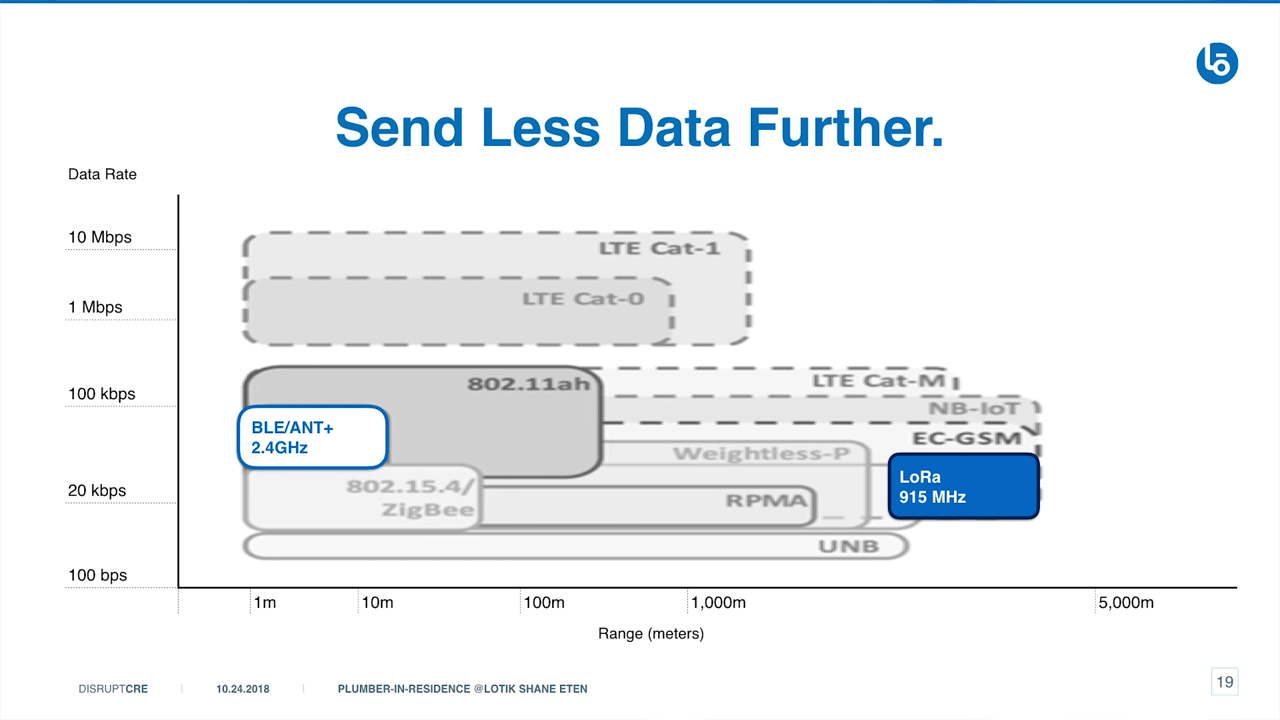 Send Less Data Further.
Data Rate
10 Mbps
LTE Cat-1
LTE Cat-0
1 Mbps
802.11ah
LTE Cat-M
100 kbps
NB-IoT
BLE/ANT+
2.4GHz
EC-GSM
Weightless-P
LoRa
915 MHz
802.15.4/
ZigBee
20 kbps
RPMA
UNB
100 bps
1m
10m
100m
1,000m
5,000m
Range (meters)
DISRUPTCRE
10.24.2018
PLUMBER-IN-RESIDENCE @LOTIK SHANE ETEN
19